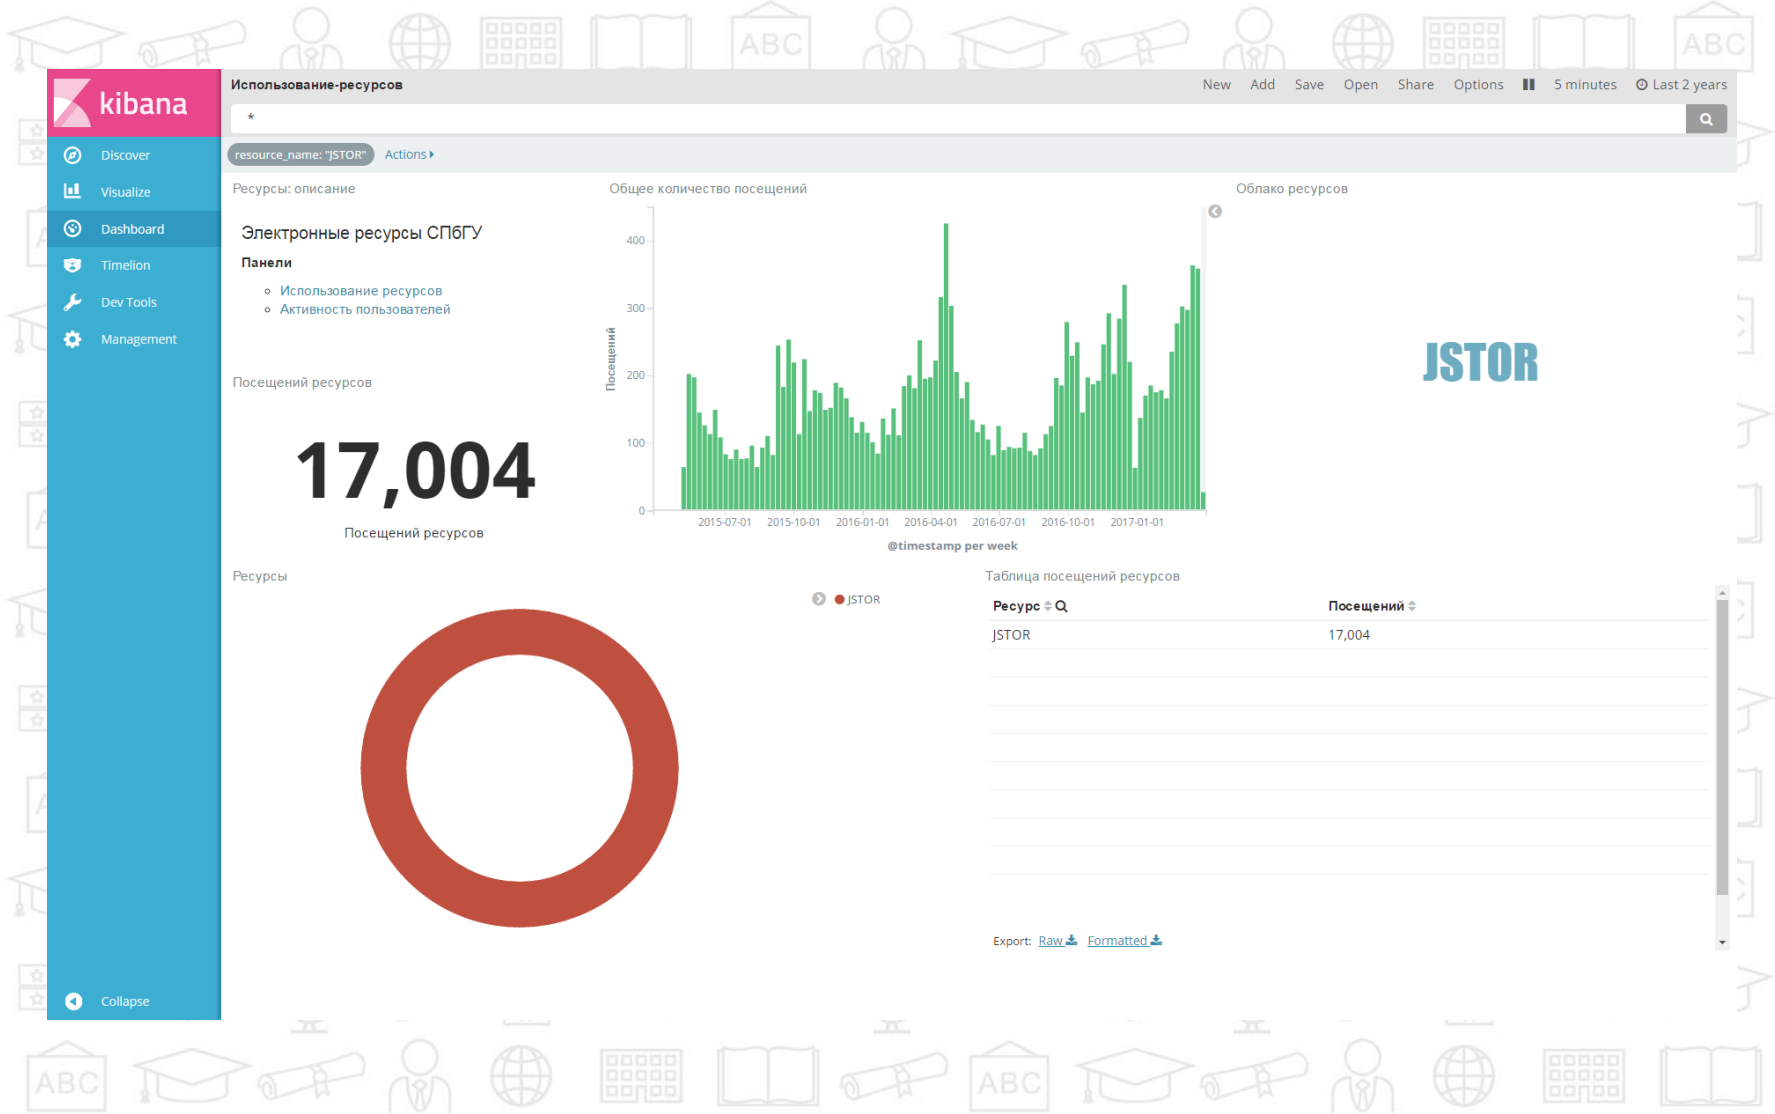 ABC
ABC
kibana
Использование-ресурсов
New Add Save Open Share Options 5 minutes Last 2 years
*
resource_name: "JSTOR" Actions
Discover
Visualize
Dashboard
Timelion
Dev Tools
Management
Collapse
Ресурсы: описание
Электронные ресурсы СПбГУ
Панели
Использование ресурсов
Активность пользователей
Посещений ресурсов
17,004
Посещений ресурсов
Общее количество посещений
Посещений
400
300
200
100
0
2015-07-01 2015-10-01 2016-01-01 2016-04-01 2016-07-01 2016-10-01 2017-01-01
@timestamp per week
Облако ресурсов
JSTOR
Ресурсы
JSTOR
Таблица посещений ресурсов
Ресурс Посещений
JSTOR 17,004
Export: Raw Formatted
ABC
ABC